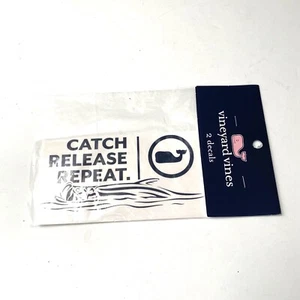 CATCH
RELEASE
REPEAT.
vineyard vines
2 decals